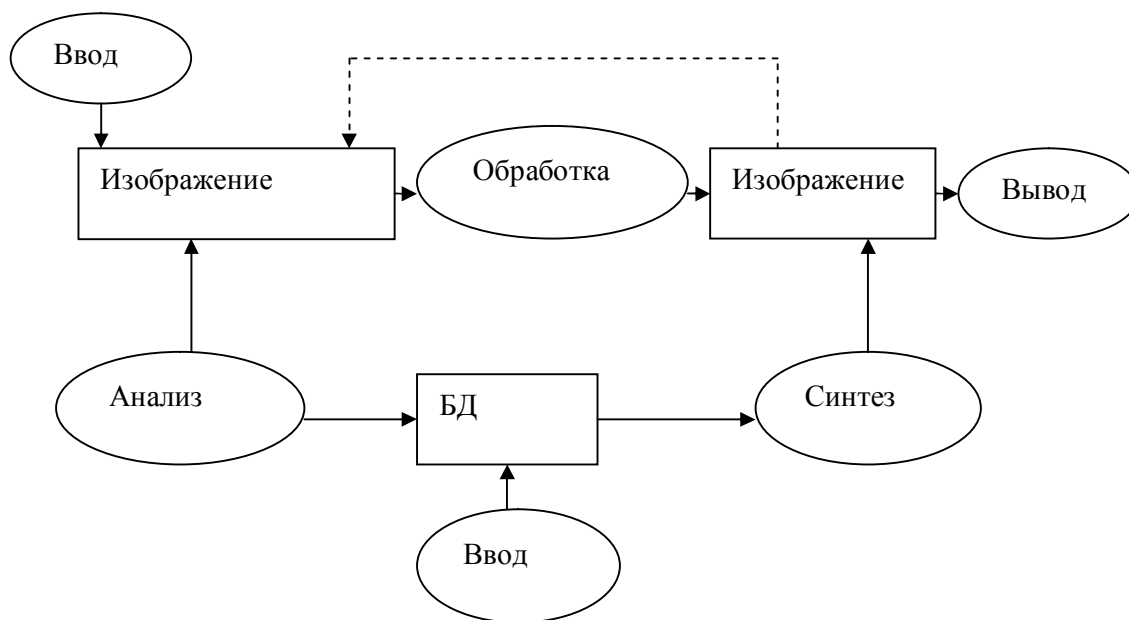 Ввод
Изображение
Обработка
Изображение
Вывод
Анализ
БД
Синтез
Ввод